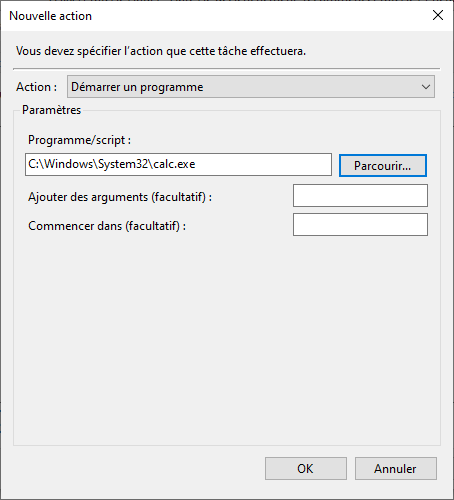 Nouvelle action
Vous devez spécifier l'action que cette tâche effectuera.
Action : Démarrer un programme
Paramètres
Programme/script :
C:\Windows\System32\calc.exe Parcourir...
Ajouter des arguments (facultatif) :
Commencer dans (facultatif) :
OK Annuler